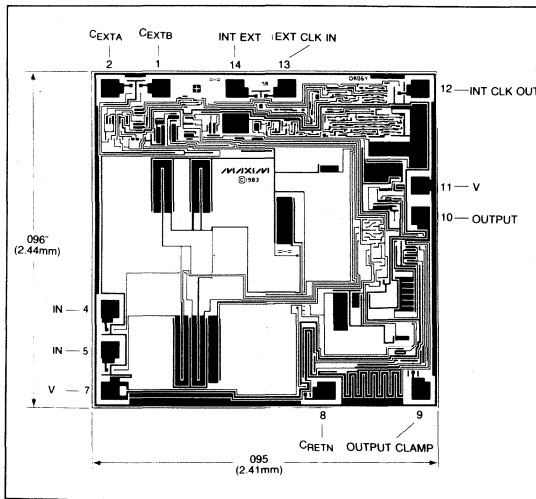 CEXTA CEXTB INT EXT EXT CLK IN
2 1 14 13
12 INT CLK OUT
MAXIM
©1983
11 V
10 OUTPUT
.096"
(2.44mm)
IN 4
IN 5
V 7
8 9
CRETN OUTPUT CLAMP
095
(2.41mm)